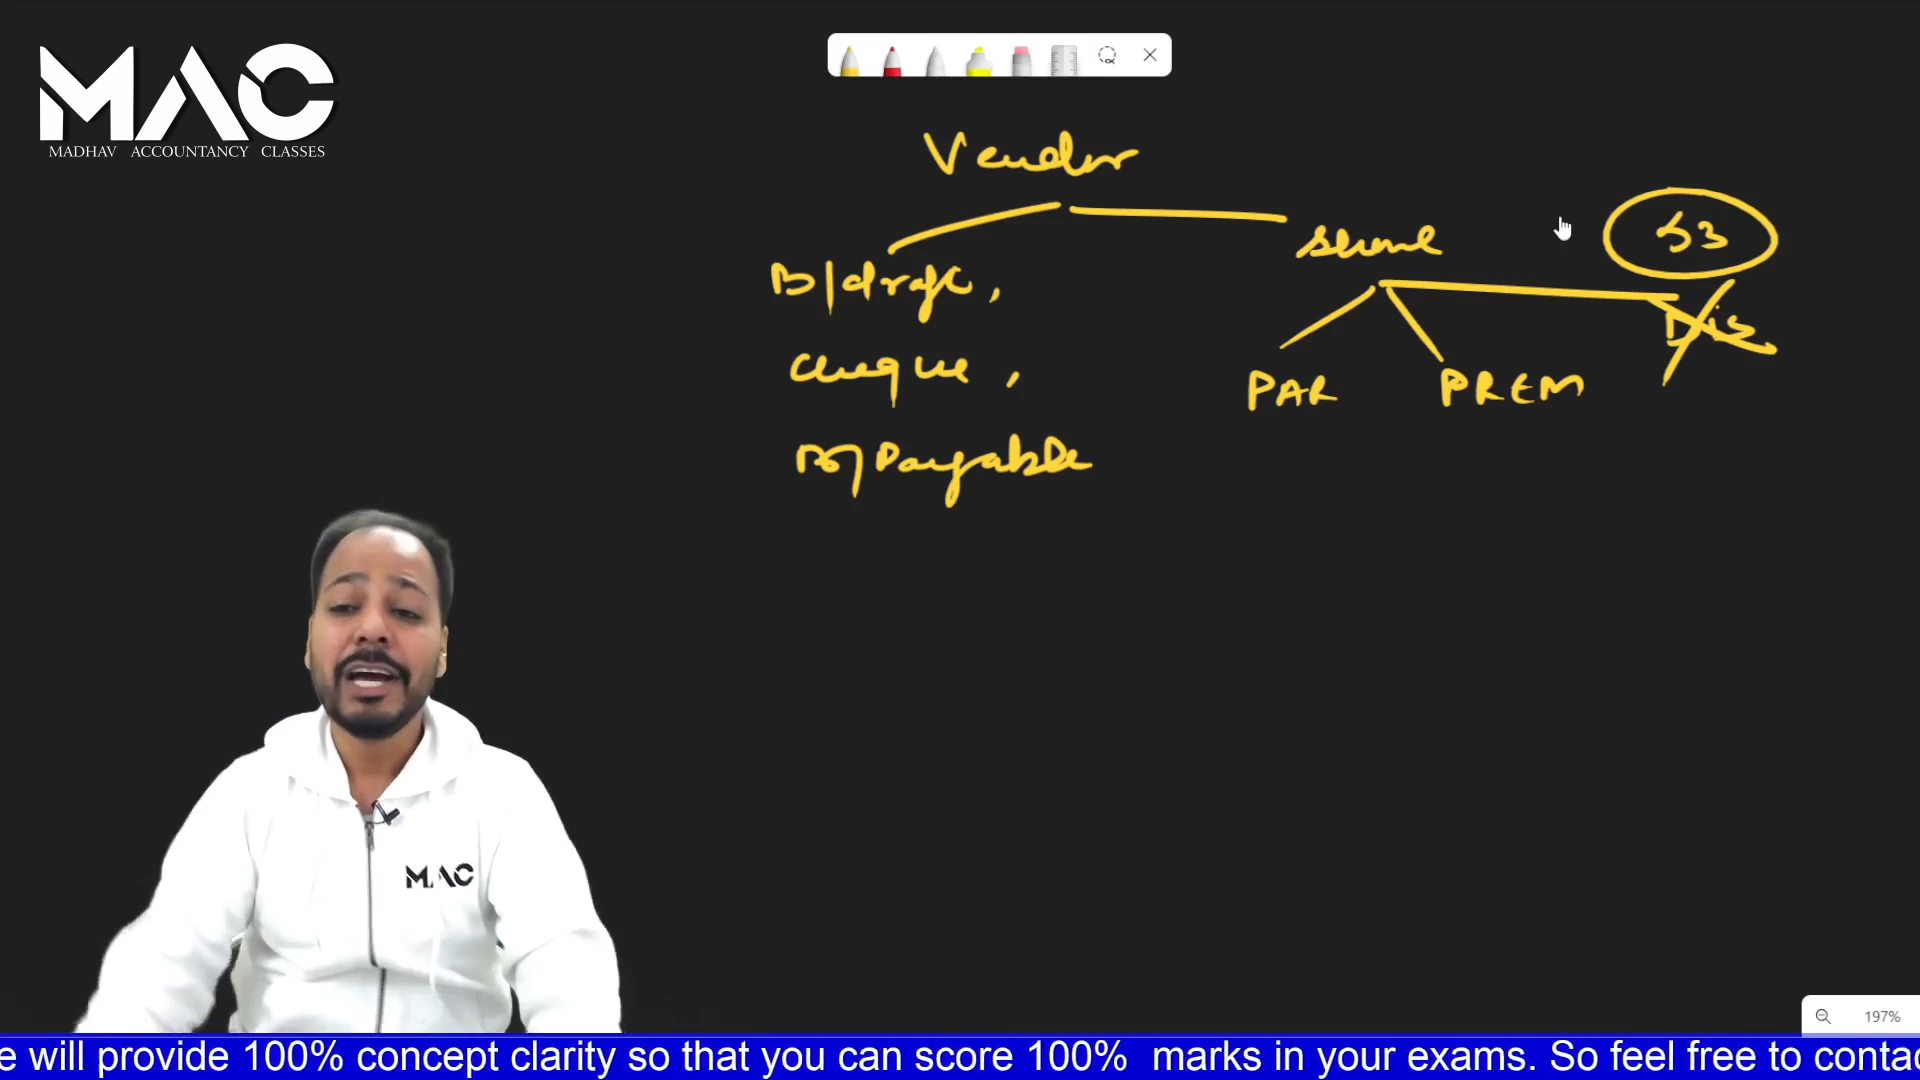 MAC
MADHAV ACCOUNTANCY CLASSES
Vendor
B/draft,
cheque,
B/Payable
share
53
PAR
PREM
Dis
MAC
197%
e will provide 100% concept clarity so that you can score 100% marks in your exams. So feel free to contac